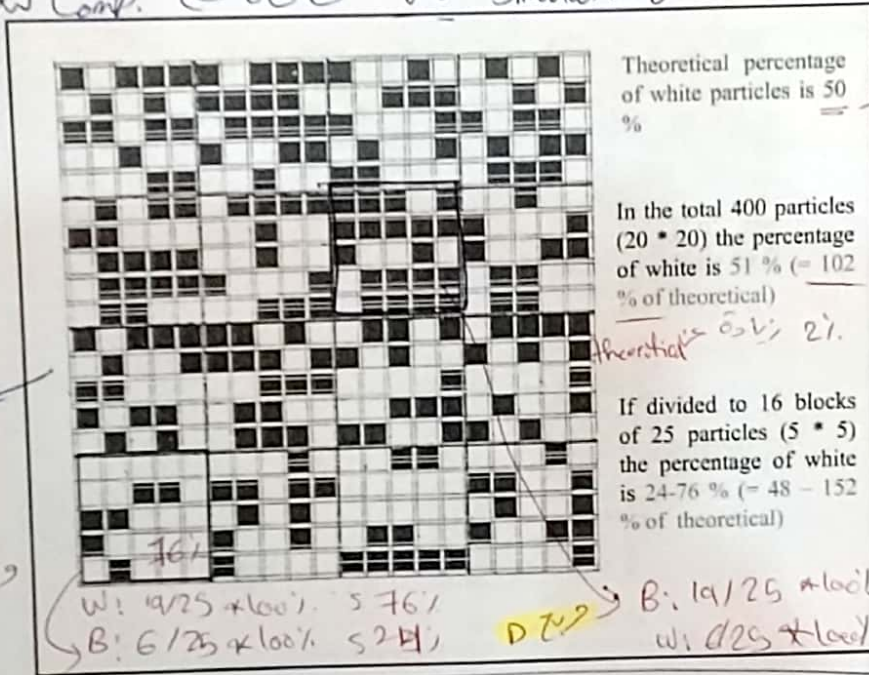 Comp.
Theoretical percentage
of white particles is 50
%
In the total 400 particles
(20 * 20) the percentage
of white is 51 % (= 102
% of theoretical)
theoretical 2%
If divided to 16 blocks
of 25 particles (5 * 5)
the percentage of white
is 24-76 % (= 48 – 152
% of theoretical)
76%
W: 19/25 *100%
B: 6/25 *100%
B: 19/25 *100%
W: 6/25 *100%